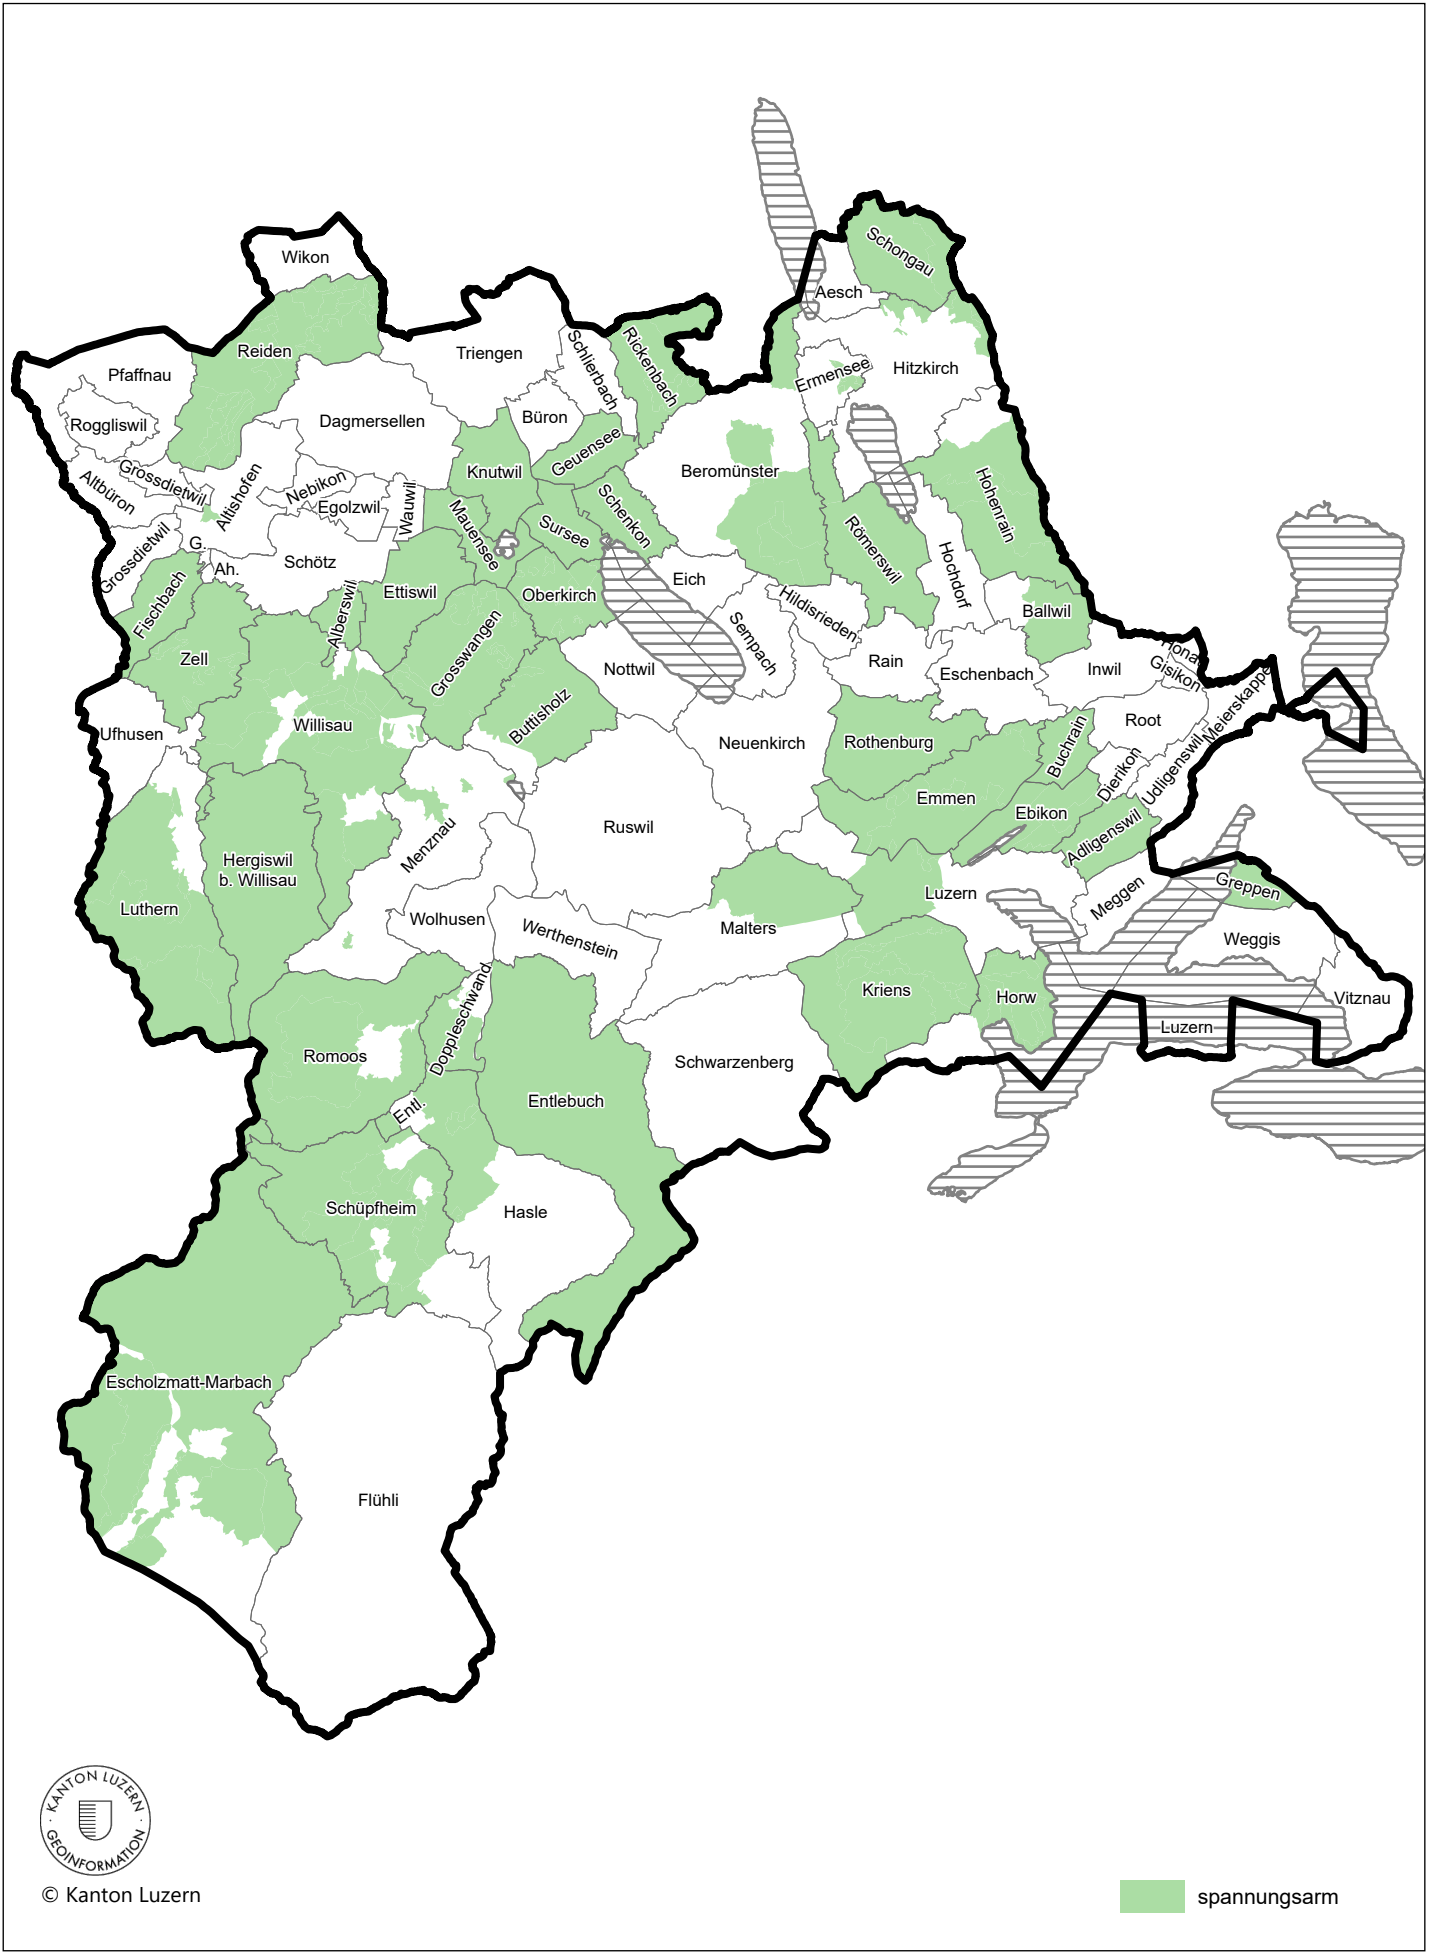 Wikon
Schongau
Aesch
Reiden
Triengen
Schlierbach
Rickenbach
Ermensee
Hitzkirch
Pfaffnau
Roggliswil
Dagmersellen
Büron
Geuensee
Beromünster
Knutwil
Grossdietwil
Altbüron
Altishofen
Nebikon
Egolzwil
Wauwil
Mauensee
Sursee
Schenkon
Hohenrain
Römerswil
Hochdorf
Grossdietwil
G.
Ah.
Schötz
Eich
Fischbach
Alberswil
Ettiswil
Oberkirch
Hildisrieden
Ballwil
Zell
Grosswangen
Nottwil
Sempach
Rain
Eschenbach
Inwil
Honau
Gisikon
Meierskappel
Ufhusen
Willisau
Buttisholz
Neuenkirch
Rothenburg
Buchrain
Root
Dierikon
Udligenswil
Emmen
Ebikon
Adligenswil
Menznau
Ruswil
Hergiswil
b. Willisau
Luthern
Wolhusen
Werthenstein
Malters
Luzern
Meggen
Greppen
Weggis
Vitznau
Kriens
Horw
Luzern
Romoos
Doppleschwand
Schwarzenberg
Entl.
Entlebuch
Schüpfheim
Hasle
Escholzmatt-Marbach
Flühli
KANTON LUZERN
GEOINFORMATION
© Kanton Luzern
spannungsarm